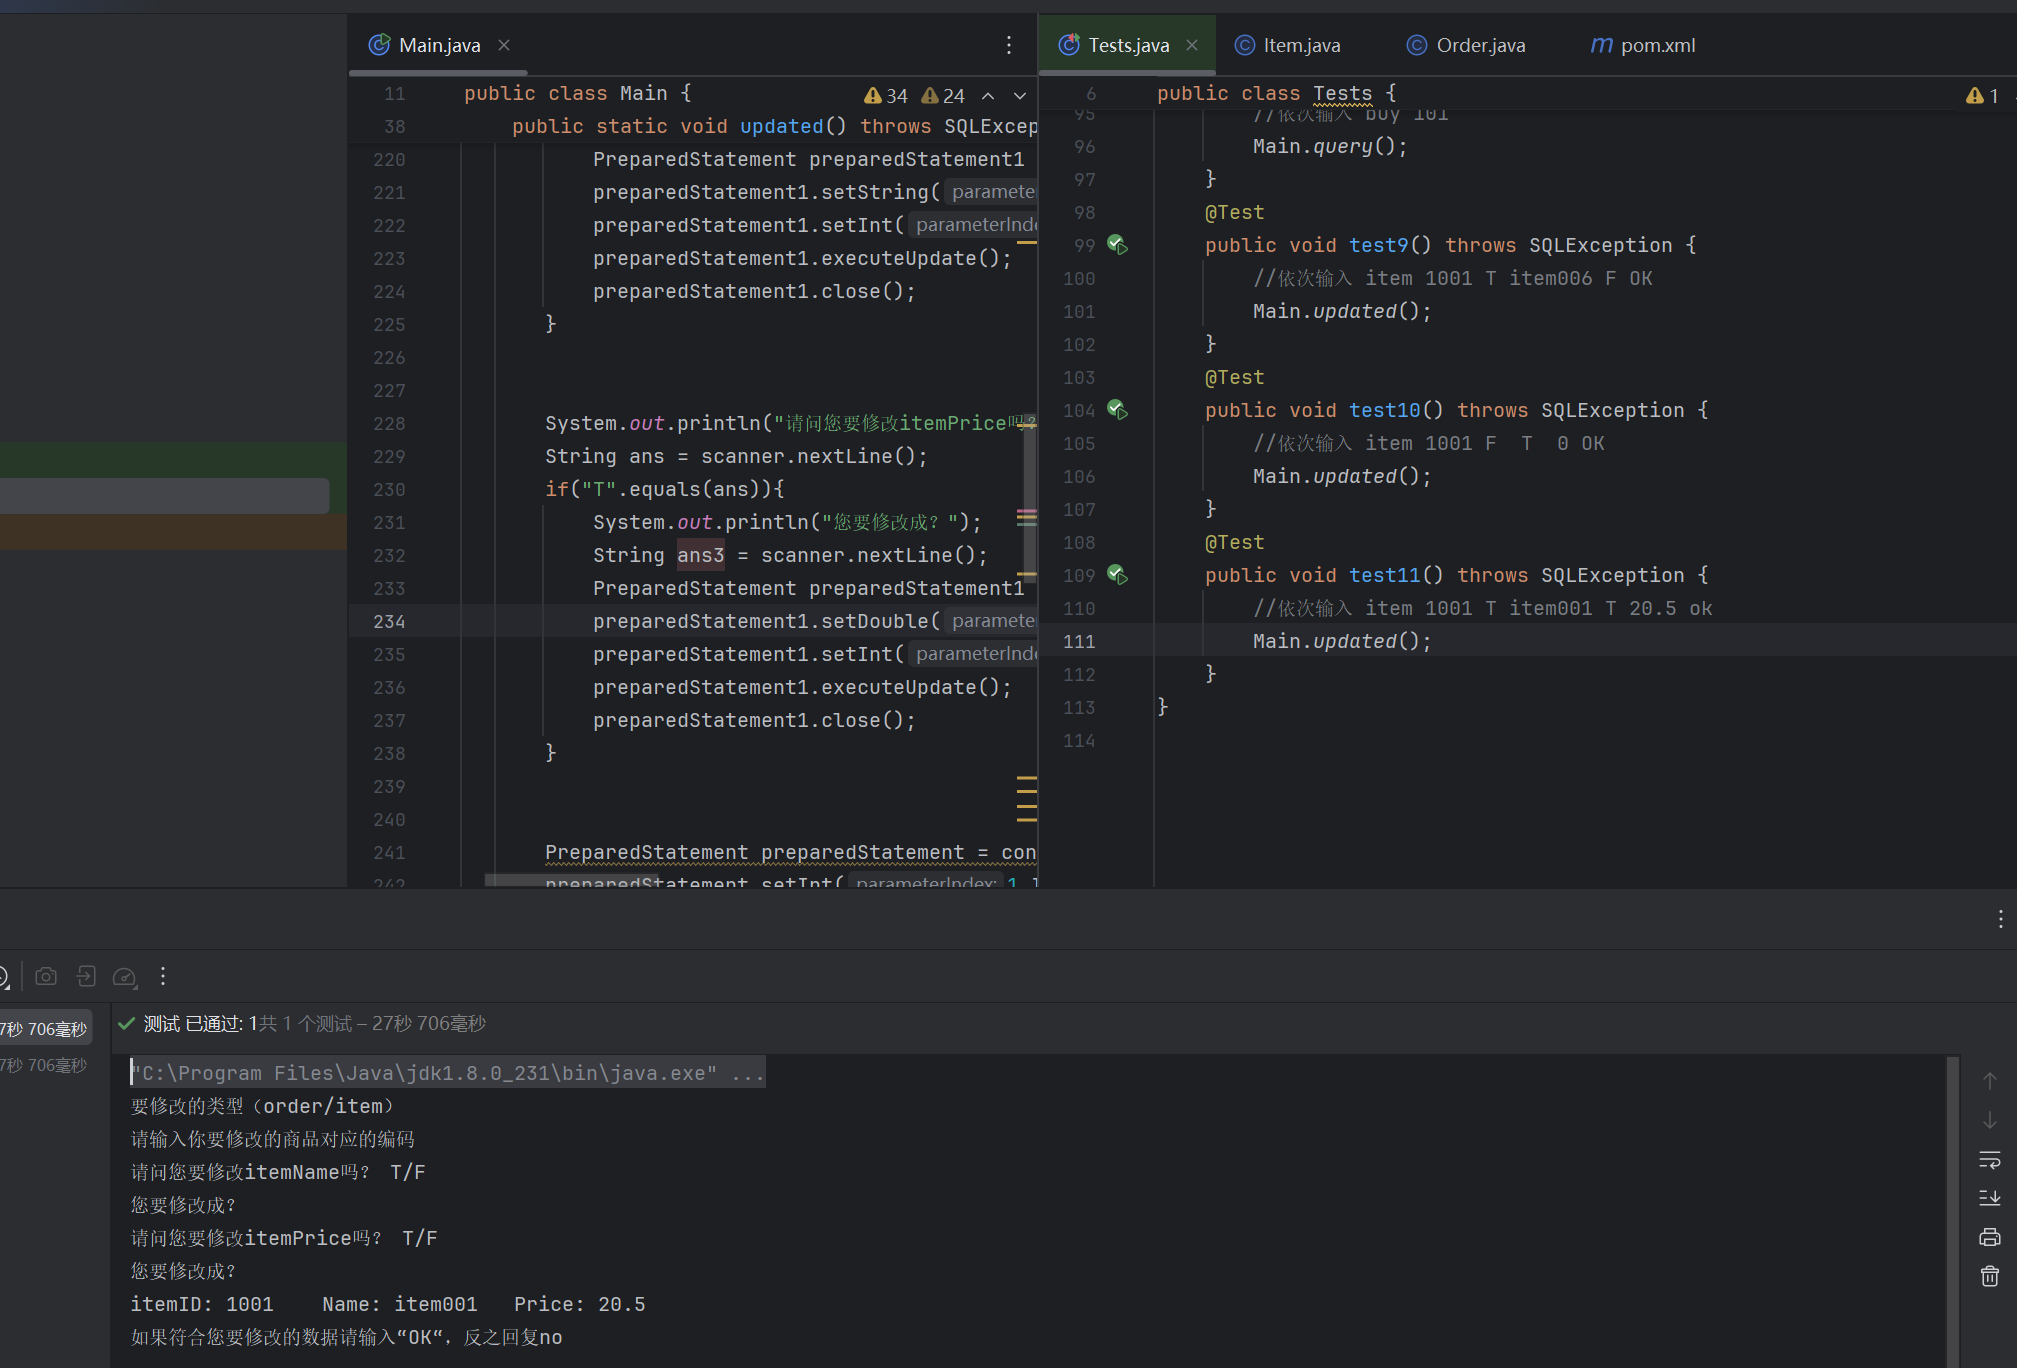 Main.java
Tests.java
Item.java
Order.java
m pom.xml
11 public class Main {
34 24
38 public static void updated() throws SQLExcep
220 PreparedStatement preparedStatement1
221 preparedStatement1.setString( paramete
222 preparedStatement1.setInt( parameterInd
223 preparedStatement1.executeUpdate();
224 preparedStatement1.close();
225 }
226
227
228 System.out.println("请问您要修改itemPrice吗?
229 String ans = scanner.nextLine();
230 if("T".equals(ans)){
231 System.out.println("您要修改成? ");
232 String ans3 = scanner.nextLine();
233 PreparedStatement preparedStatement1
234 preparedStatement1.setDouble( paramete
235 preparedStatement1.setInt( parameterInd
236 preparedStatement1.executeUpdate();
237 preparedStatement1.close();
238 }
239
240
241 PreparedStatement preparedStatement = con
242 preparedStatement.setInt( parameterIndex: 1
6 public class Tests {
1
95 //依次输入 buy 101
96 Main.query();
97 }
98 @Test
99 public void test9() throws SQLException {
100 //依次输入 item 1001 T item006 F OK
101 Main.updated();
102 }
103 @Test
104 public void test10() throws SQLException {
105 //依次输入 item 1001 F  T  0 OK
106 Main.updated();
107 }
108 @Test
109 public void test11() throws SQLException {
110 //依次输入 item 1001 T item001 T 20.5 ok
111 Main.updated();
112 }
113 }
114
7秒 706毫秒
7秒 706毫秒
测试 已通过: 1共 1 个测试 – 27秒 706毫秒
"C:\Program Files\Java\jdk1.8.0_231\bin\java.exe" ...
要修改的类型（order/item）
请输入你要修改的商品对应的编码
请问您要修改itemName吗? T/F
您要修改成?
请问您要修改itemPrice吗? T/F
您要修改成?
itemID: 1001    Name: item001   Price: 20.5
如果符合您要修改的数据请输入“OK“，反之回复no